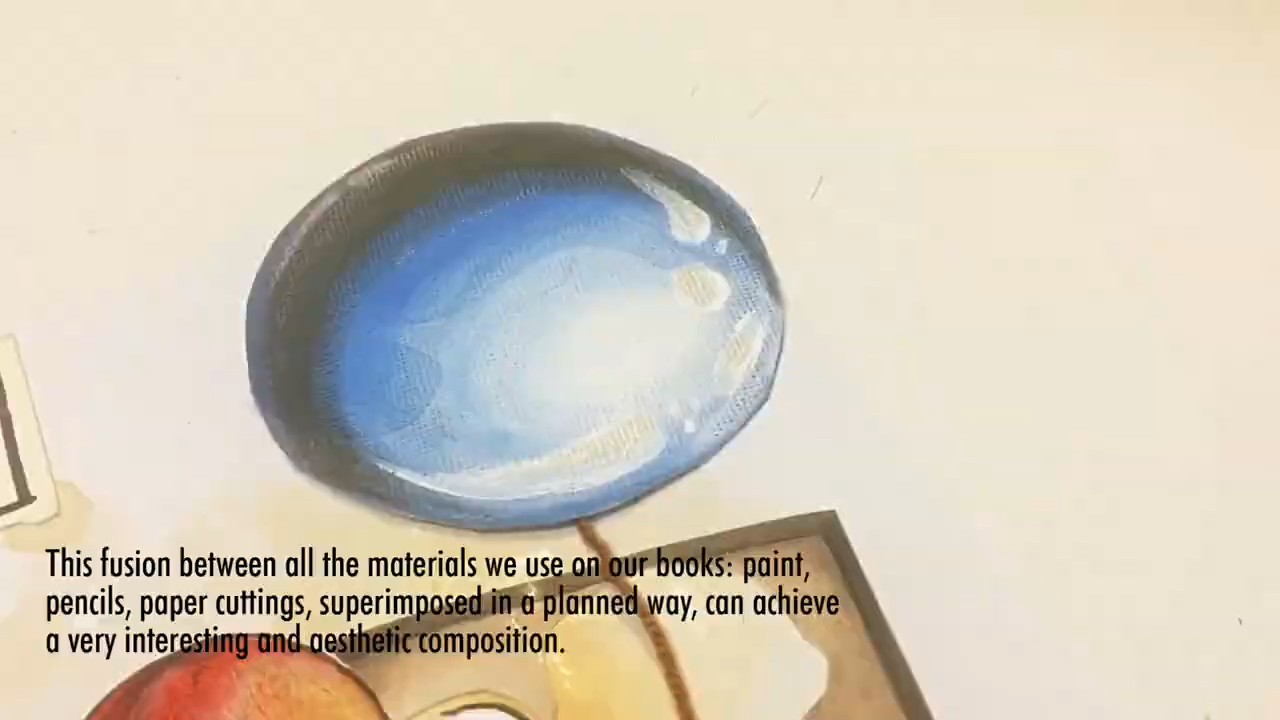 This fusion between all the materials we use on our books: paint,
pencils, paper cuttings, superimposed in a planned way, can achieve
a very interesting and aesthetic composition.